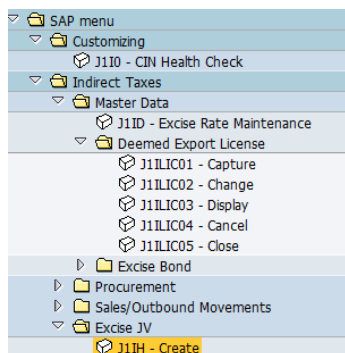 SAP menu
Customizing
J1I0 - CIN Health Check
Indirect Taxes
Master Data
J1ID - Excise Rate Maintenance
Deemed Export License
J1ILIC01 - Capture
J1ILIC02 - Change
J1ILIC03 - Display
J1ILIC04 - Cancel
J1ILIC05 - Close
Excise Bond
Procurement
Sales/Outbound Movements
Excise JV
J1IH - Create